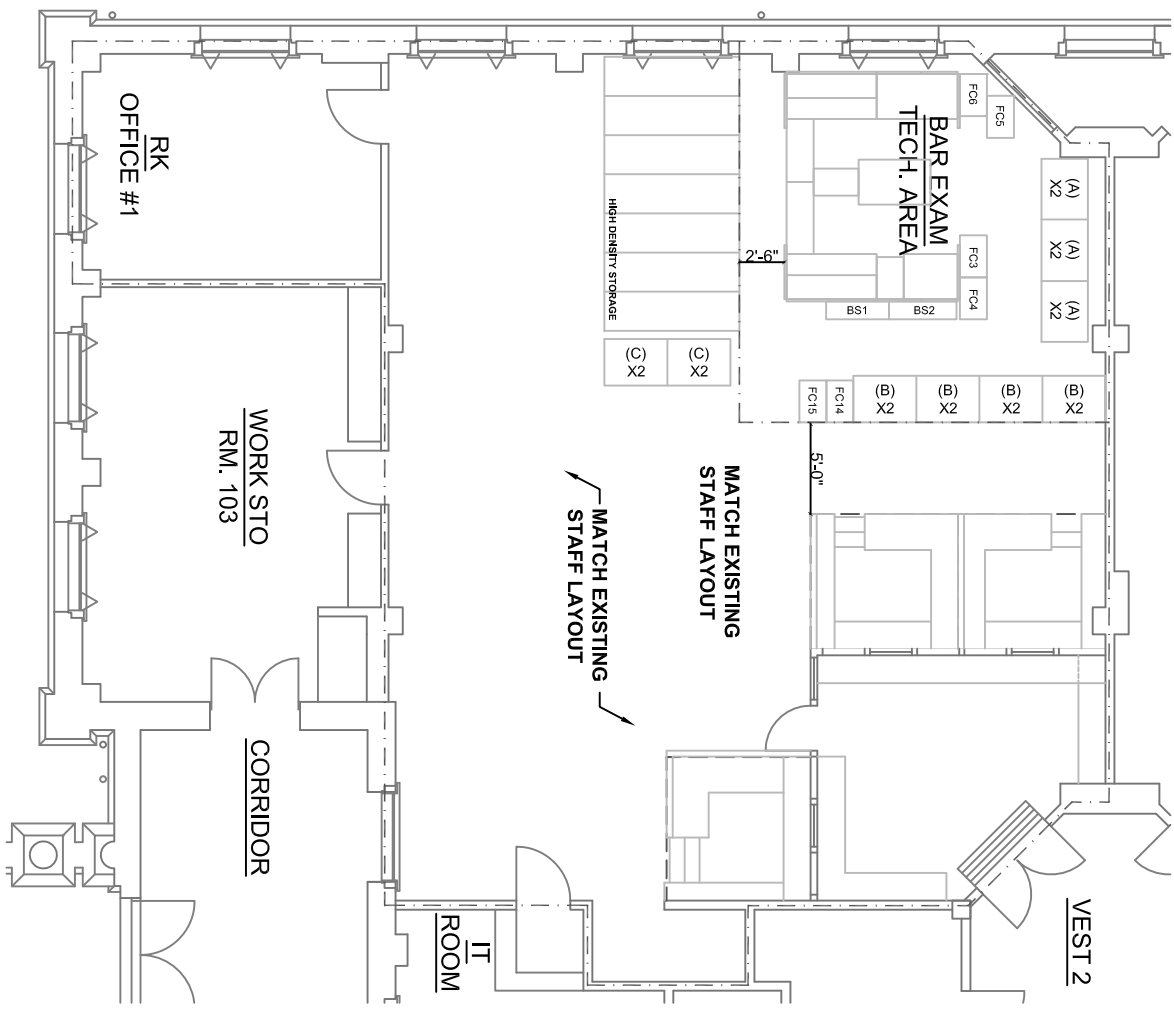 RK
OFFICE #1
WORK STO
RM. 103
CORRIDOR
IT
ROOM
VEST 2
BAR EXAM
TECH. AREA
HIGH DENSITY STORAGE
FC6
FC5
FC3
FC4
BS1
BS2
2'-6"
(A)
X2
(A)
X2
(A)
X2
(C)
X2
(C)
X2
FC15
FC14
(B)
X2
(B)
X2
(B)
X2
(B)
X2
5'-0"
MATCH EXISTING
STAFF LAYOUT
MATCH EXISTING
STAFF LAYOUT